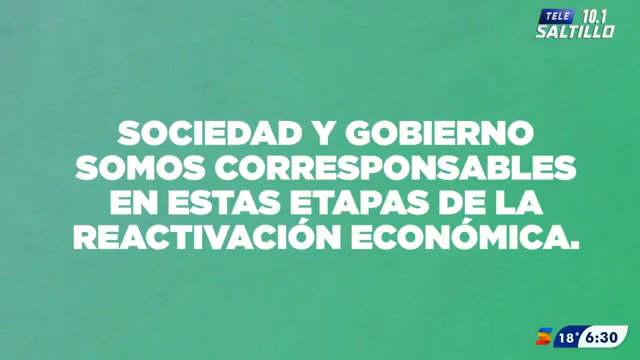 TELE 10.1
SALTILLO
SOCIEDAD Y GOBIERNO
SOMOS CORRESPONSABLES
EN ESTAS ETAPAS DE LA
REACTIVACIÓN ECONÓMICA.
18° 6:30